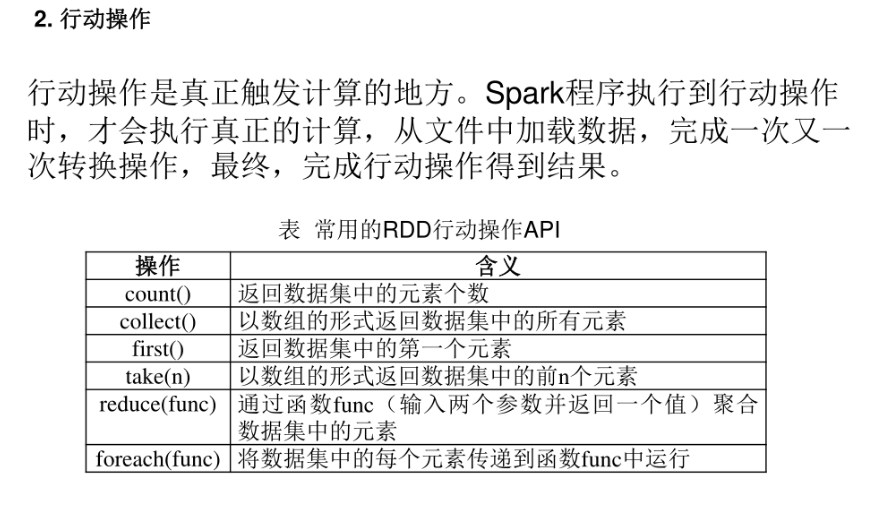 2. 行动操作
行动操作是真正触发计算的地方。Spark程序执行到行动操作
时，才会执行真正的计算，从文件中加载数据，完成一次又一
次转换操作，最终，完成行动操作得到结果。
表 常用的RDD行动操作API
操作 含义
count() 返回数据集中的元素个数
collect() 以数组的形式返回数据集中的所有元素
first() 返回数据集中的第一个元素
take(n) 以数组的形式返回数据集中的前n个元素
reduce(func) 通过函数func（输入两个参数并返回一个值）聚合
数据集中的元素
foreach(func) 将数据集中的每个元素传递到函数func中运行